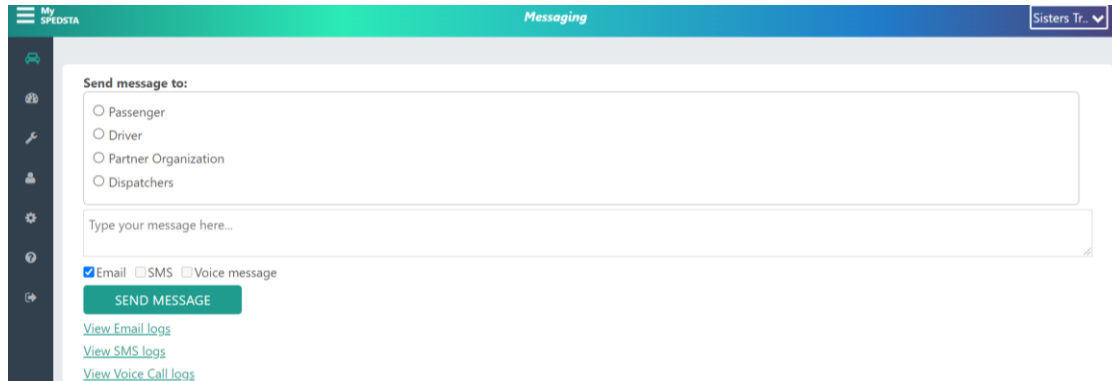 My
SPEDSTA
Messaging
Sisters Tr..
Send message to:
Passenger
Driver
Partner Organization
Dispatchers
Type your message here...
Email SMS Voice message
SEND MESSAGE
View Email logs
View SMS logs
View Voice Call logs